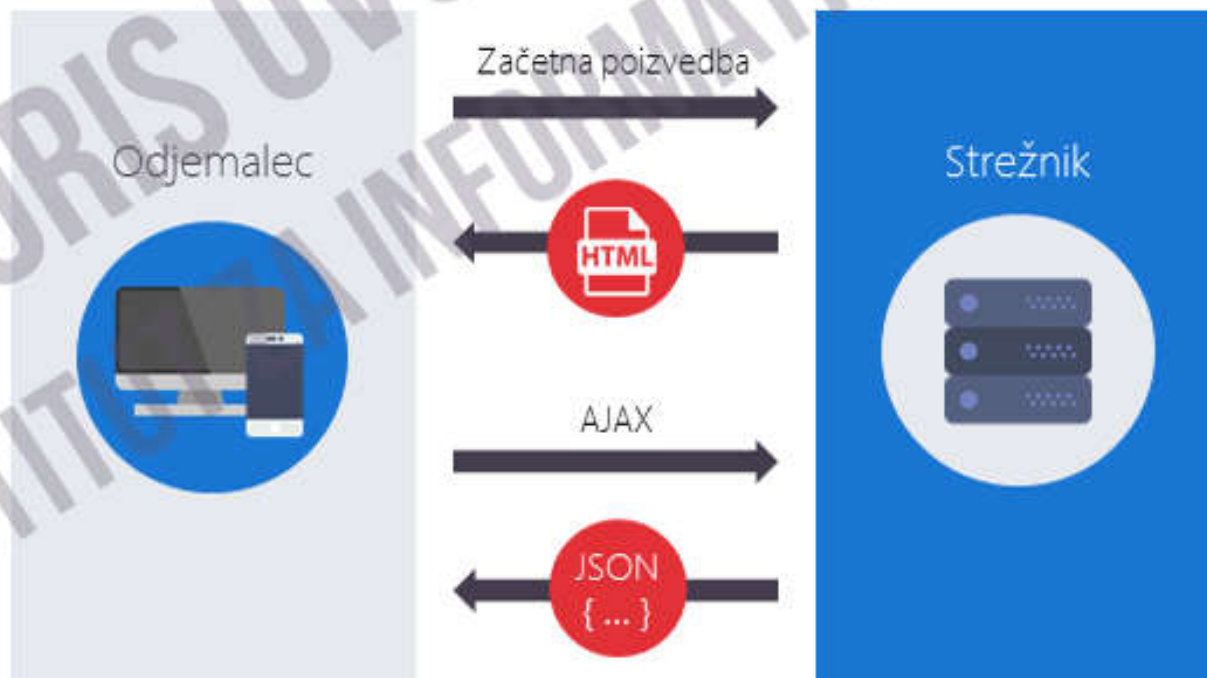 Začetna poizvedba
Odjemalec
Strežnik
HTML
AJAX
JSON
{ ... }